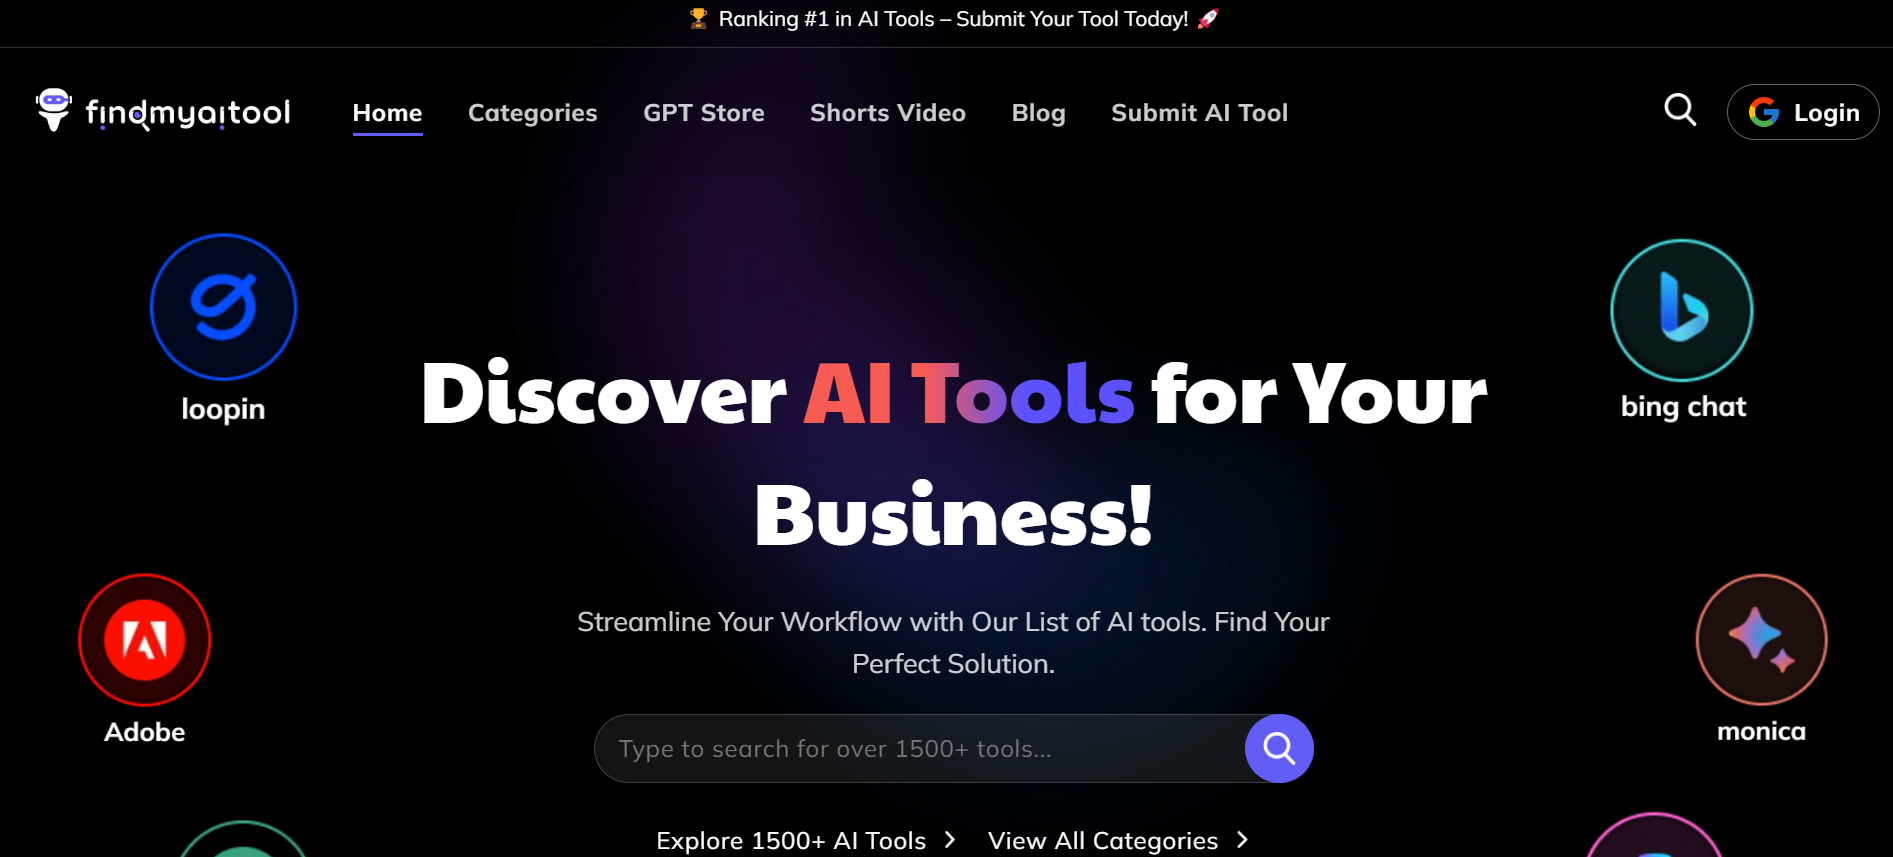 🏆 Ranking #1 in AI Tools – Submit Your Tool Today! 🚀
findmyaitool
Home Categories GPT Store Shorts Video Blog Submit AI Tool
Login
loopin
bing chat
Discover AI Tools for Your
Business!
Adobe
monica
Streamline Your Workflow with Our List of AI tools. Find Your
Perfect Solution.
Type to search for over 1500+ tools...
Explore 1500+ AI Tools
View All Categories